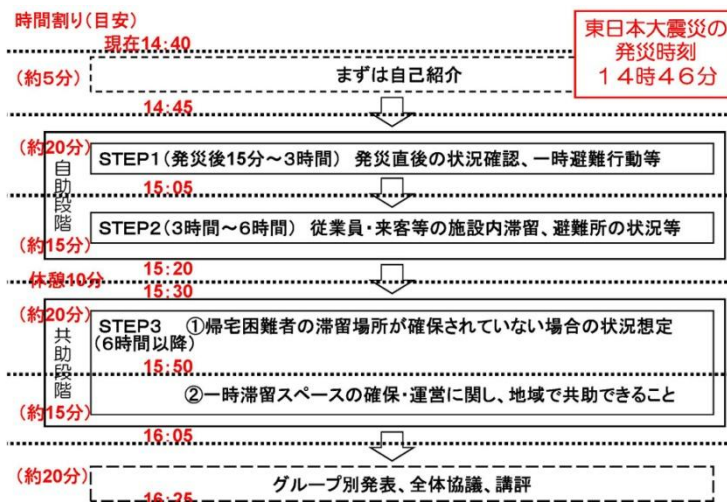 時間割り(目安)
現在14:40
東日本大震災の
発災時刻
14時46分
(約5分)
まずは自己紹介
14:45
(約20分)
自助段階
STEP1(発災後15分~3時間) 発災直後の状況確認、一時避難行動等
15:05
STEP2(3時間~6時間) 従業員・来客等の施設内滞留、避難所の状況等
(約15分)
15:20
休憩10分
15:30
(約20分)
共助段階
STEP3 ①帰宅困難者の滞留場所が確保されていない場合の状況想定
(6時間以降)
15:50
②一時滞留スペースの確保・運営に関し、地域で共助できること
(約15分)
16:05
(約20分)
グループ別発表、全体協議、講評
16:25